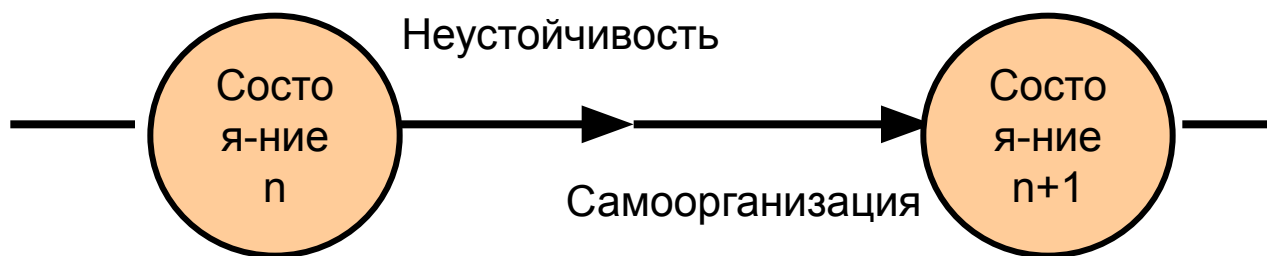 Неустойчивость
Состо
я-ние
n
Состо
я-ние
n+1
Самоорганизация